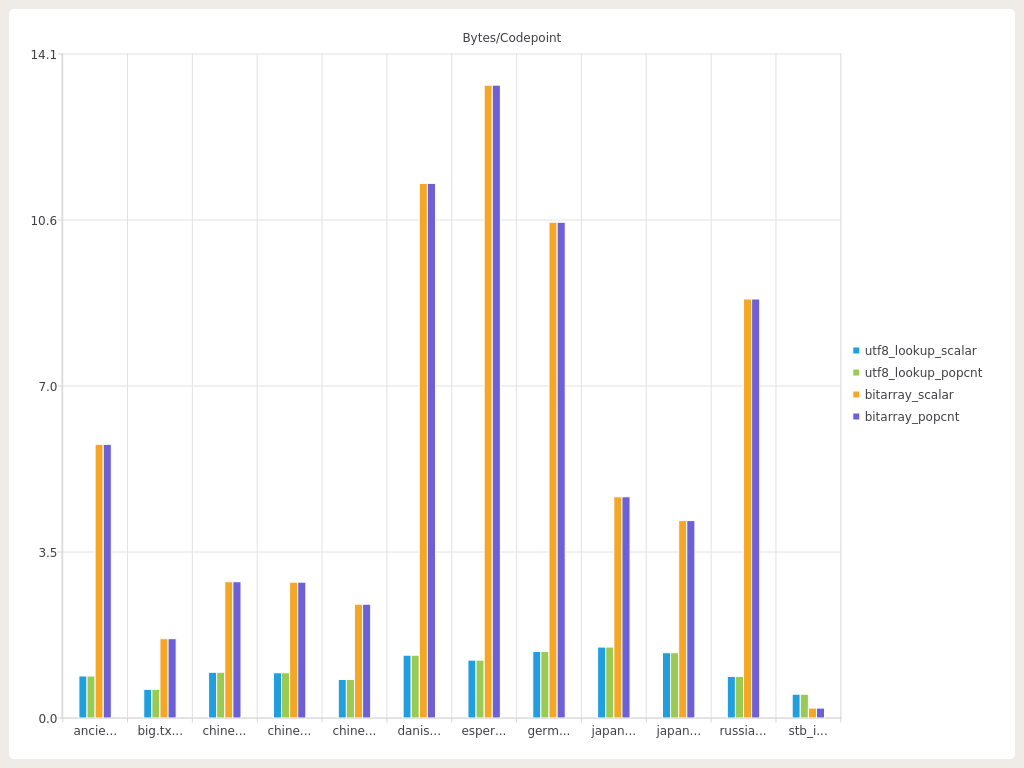 Bytes/Codepoint
14.1
10.6
7.0
3.5
0.0
ancie... big.tx... chine... chine... chine... danis... esper... germ... japan... japan... russia... stb_i...
utf8_lookup_scalar
utf8_lookup_popcnt
bitarray_scalar
bitarray_popcnt